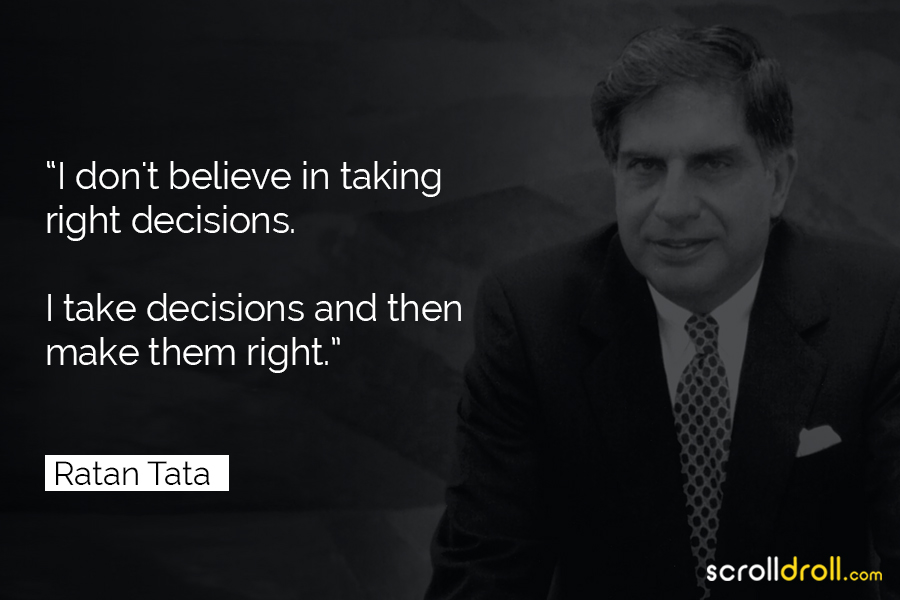 “I don't believe in taking
right decisions.
I take decisions and then
make them right.”
Ratan Tata
scrolldroll.com